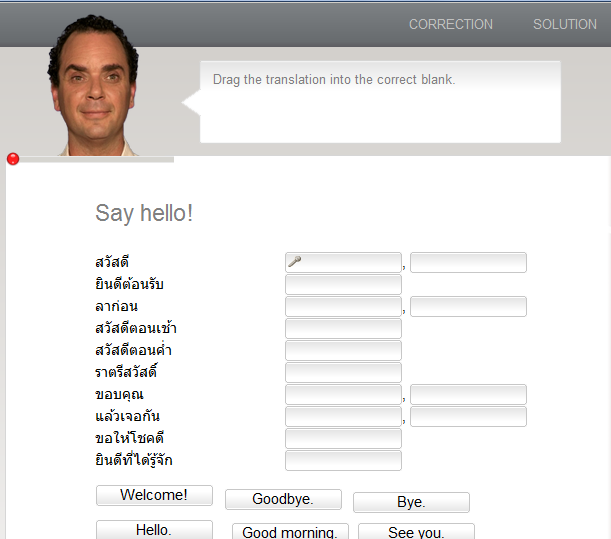 CORRECTION SOLUTION
Drag the translation into the correct blank.
Say hello!
สวัสดี ,
ยินดีต้อนรับ
ลาก่อน ,
สวัสดีตอนเช้า
สวัสดีตอนค่ำ
ราตรีสวัสดิ์
ขอบคุณ ,
แล้วเจอกัน ,
ขอให้โชคดี
ยินดีที่ได้รู้จัก
Welcome! Goodbye. Bye.
Hello. Good morning. See you.